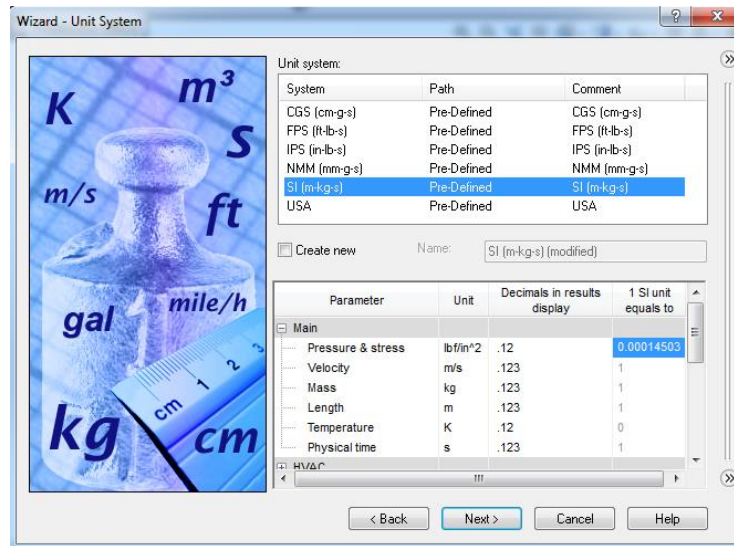 Wizard - Unit System
?
X
K
m³
S
m/s
ft
gal
mile/h
cm 1 2 3
kg
cm
Unit system:
System Path Comment
CGS (cm-g-s) Pre-Defined CGS (cm-g-s)
FPS (ft-lb-s) Pre-Defined FPS (ft-lb-s)
IPS (in-lb-s) Pre-Defined IPS (in-lb-s)
NMM (mm-g-s) Pre-Defined NMM (mm-g-s)
SI (m-kg-s) Pre-Defined SI (m-kg-s)
USA Pre-Defined USA
Create new Name: SI (m-kg-s) (modified)
Parameter Unit Decimals in results display 1 SI unit equals to
Main
Pressure & stress lbf/in^2 .12 0.00014503
Velocity m/s .123 1
Mass kg .123 1
Length m .123 1
Temperature K .12 0
Physical time s .123 1
HVAC
< Back Next > Cancel Help